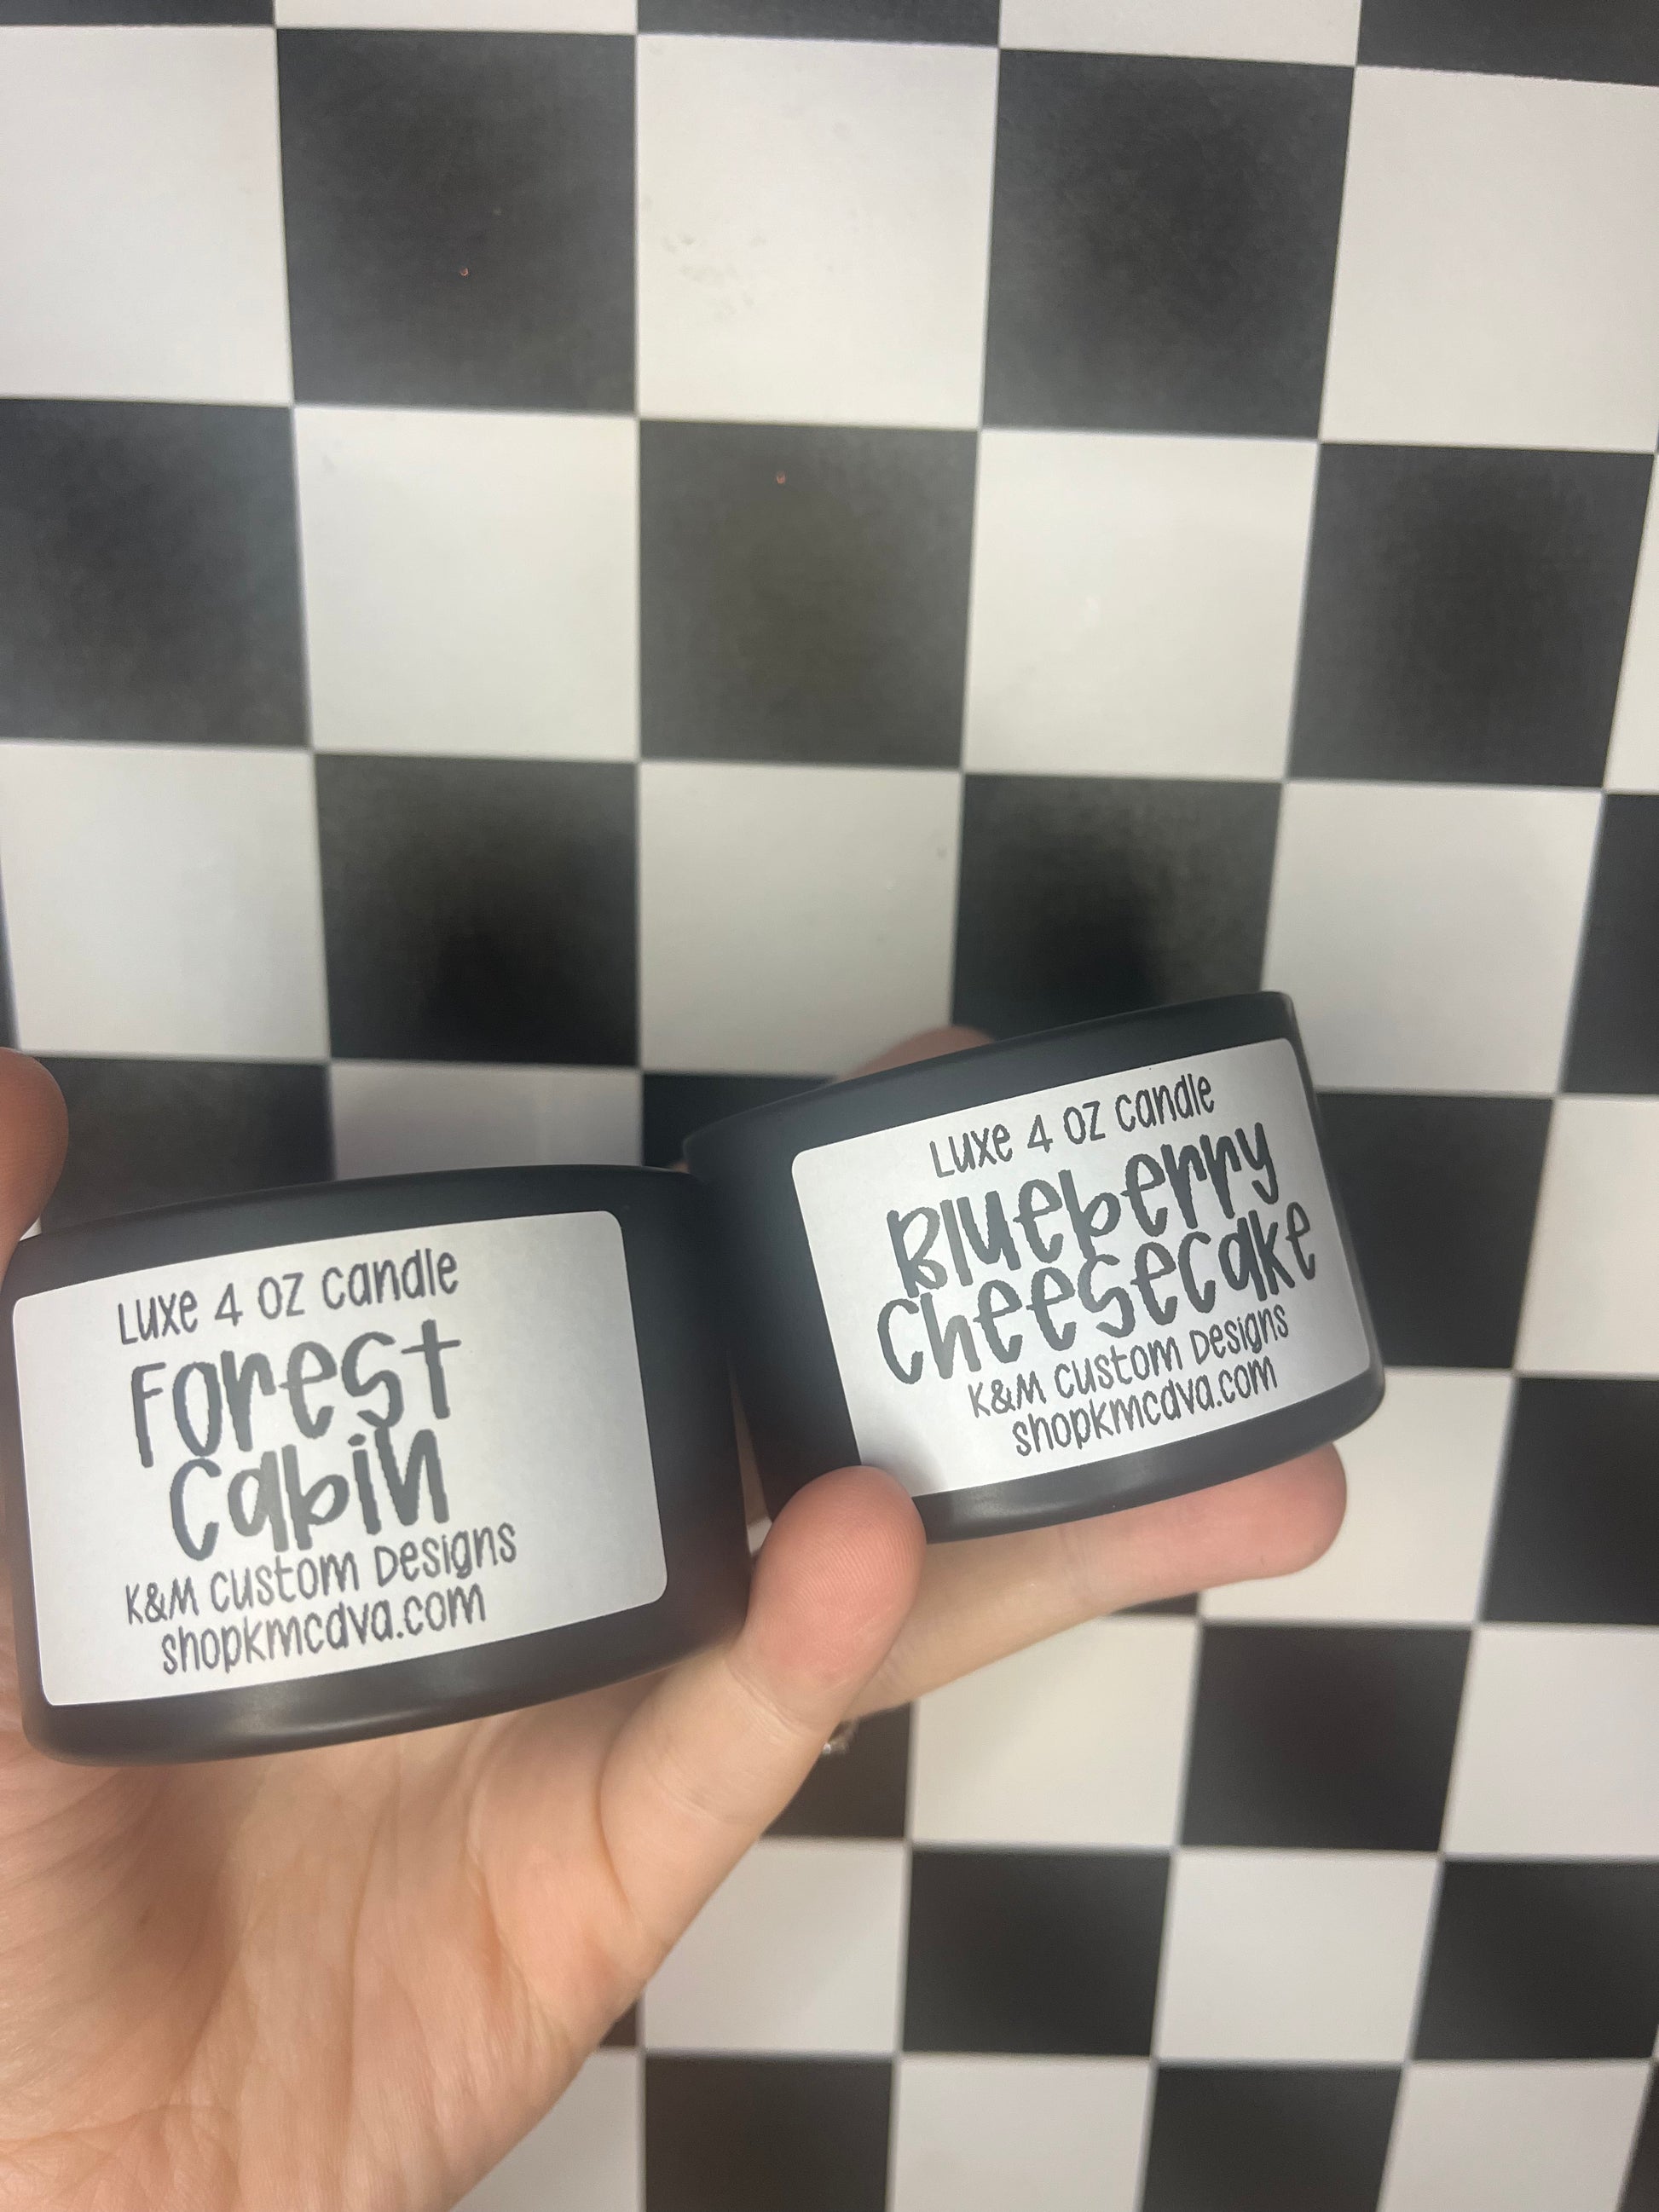 Luxe 4 oz candle
Forest
Cabin
K&M Custom Designs
shopkmcdva.com
Luxe 4 oz candle
Blueberry
Cheesecake
K&M Custom Designs
shopkmcdva.com